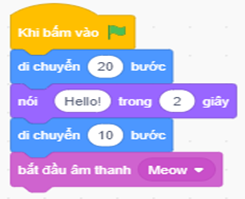 Khi bấm vào
di chuyển 20 bước
nói Hello! trong 2 giây
di chuyển 10 bước
bắt đầu âm thanh Meow